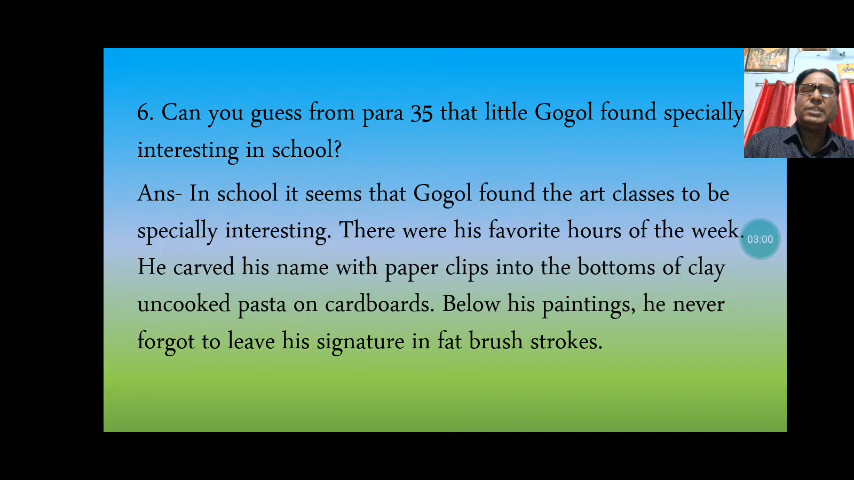 6. Can you guess from para 35 that little Gogol found specially
interesting in school?
Ans- In school it seems that Gogol found the art classes to be
specially interesting. There were his favorite hours of the week.
He carved his name with paper clips into the bottoms of clay
uncooked pasta on cardboards. Below his paintings, he never
forgot to leave his signature in fat brush strokes.
03:00